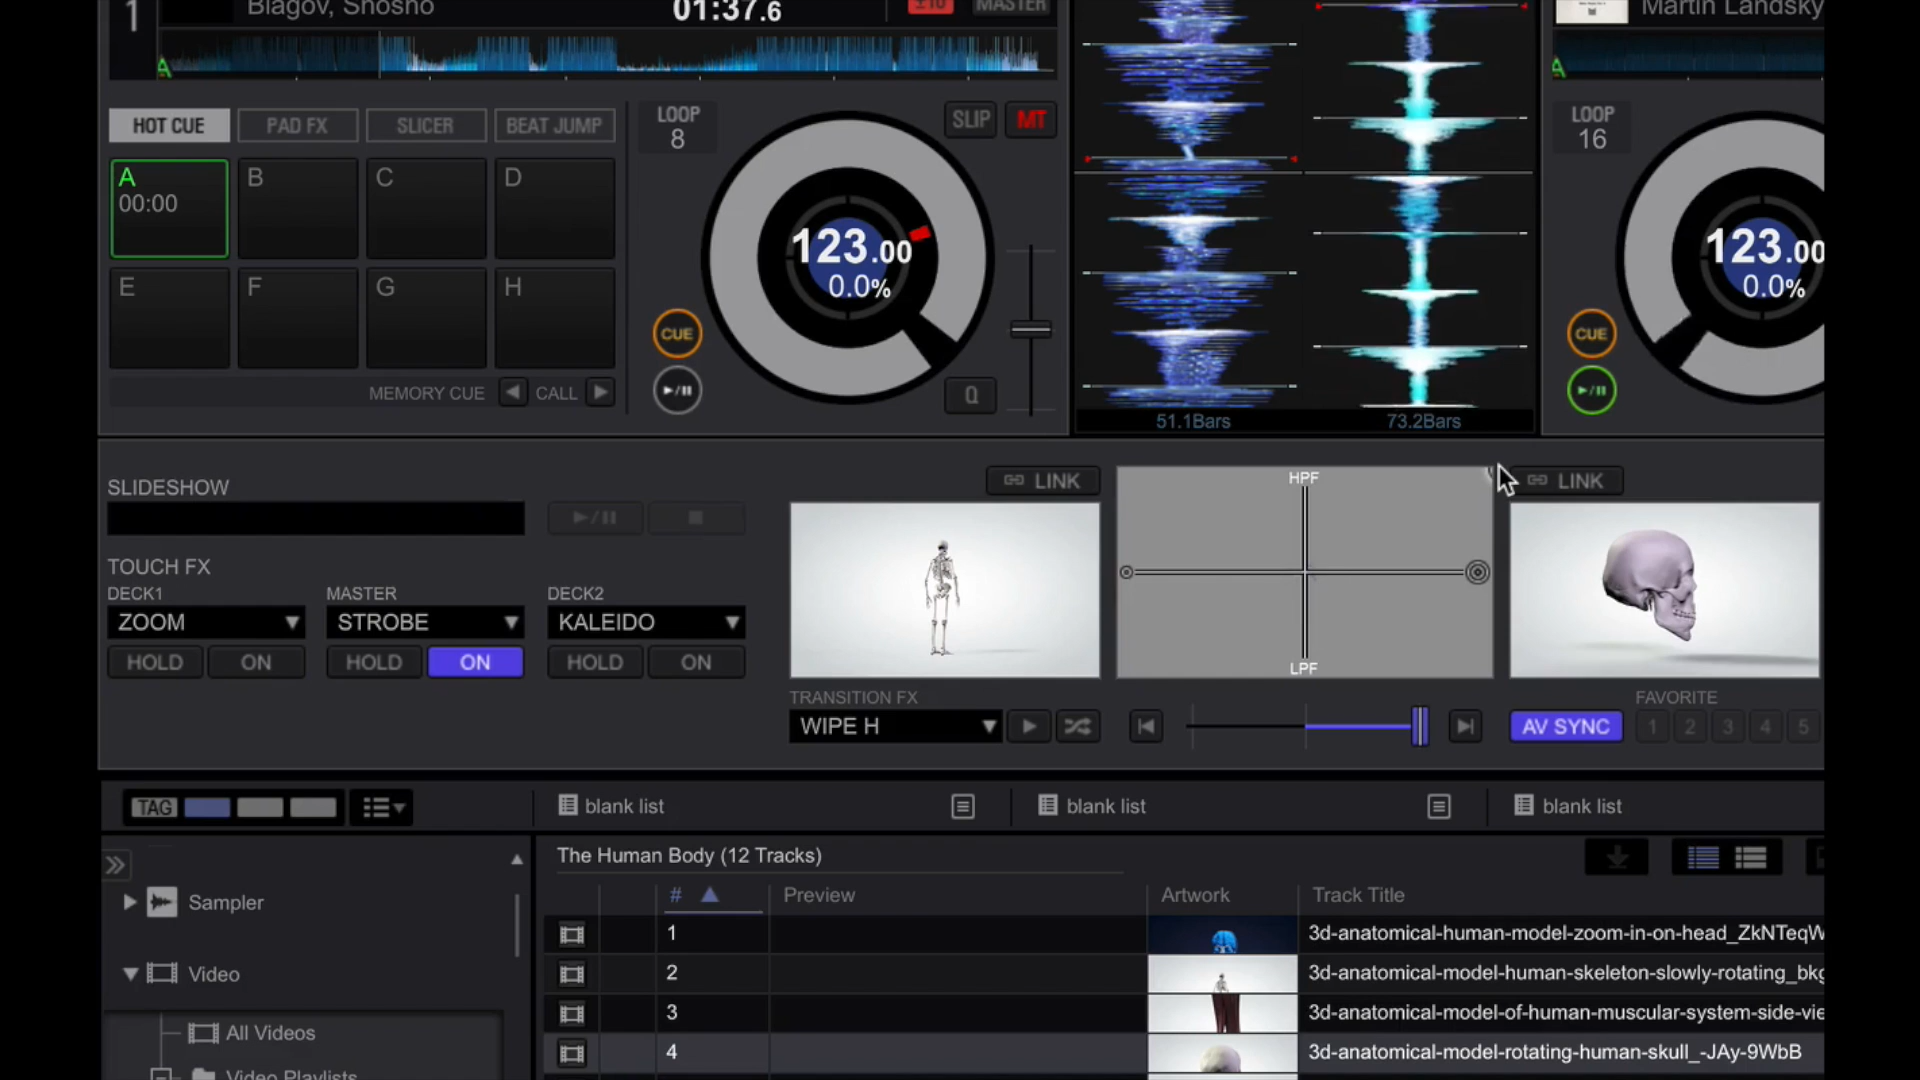 1
Blagov, Shosho
01:37.6
±10
MASTER
Martin Landsky
A
A
HOT CUE
PAD FX
SLICER
BEAT JUMP
LOOP
8
SLIP
MT
LOOP
16
A
00:00
B
C
D
E
F
G
H
123.00
0.0%
123.00
0.0%
CUE
CUE
MEMORY CUE
CALL
Q
51.1Bars
73.2Bars
SLIDESHOW
LINK
HPF
LINK
TOUCH FX
DECK1
MASTER
DECK2
ZOOM
STROBE
KALEIDO
HOLD
ON
HOLD
ON
HOLD
ON
LPF
TRANSITION FX
FAVORITE
WIPE H
AV SYNC
1
2
3
4
5
TAG
blank list
blank list
blank list
The Human Body (12 Tracks)
Sampler
#
Preview
Artwork
Track Title
1
3d-anatomical-human-model-zoom-in-on-head_ZkNTeqW
Video
2
3d-anatomical-model-human-skeleton-slowly-rotating_bkg
All Videos
3
3d-anatomical-model-of-human-muscular-system-side-vie
4
3d-anatomical-model-rotating-human-skull_-JAy-9WbB
Video Playlists